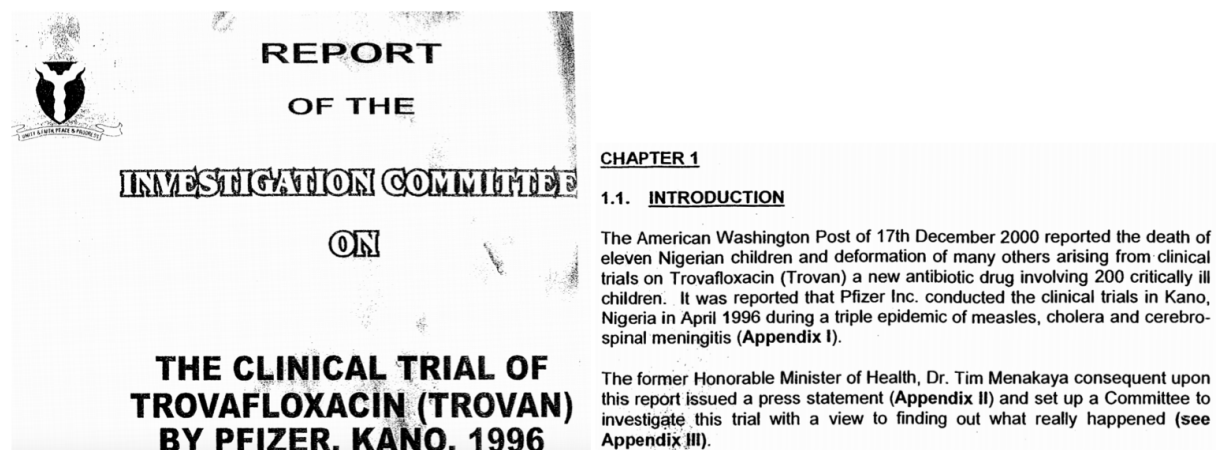 REPORT
OF THE
UNITY & FAITH, PEACE & PROGRESS
INVESTIGATION COMMITTEE
ON
THE CLINICAL TRIAL OF
TROVAFLOXACIN (TROVAN)
BY PFIZER, KANO, 1996
CHAPTER 1
1.1. INTRODUCTION
The American Washington Post of 17th December 2000 reported the death of
eleven Nigerian children and deformation of many others arising from clinical
trials on Trovafloxacin (Trovan) a new antibiotic drug involving 200 critically ill
children. It was reported that Pfizer Inc. conducted the clinical trials in Kano,
Nigeria in April 1996 during a triple epidemic of measles, cholera and cerebro-
spinal meningitis (Appendix I).
The former Honorable Minister of Health, Dr. Tim Menakaya consequent upon
this report issued a press statement (Appendix II) and set up a Committee to
investigate this trial with a view to finding out what really happened (see
Appendix III).